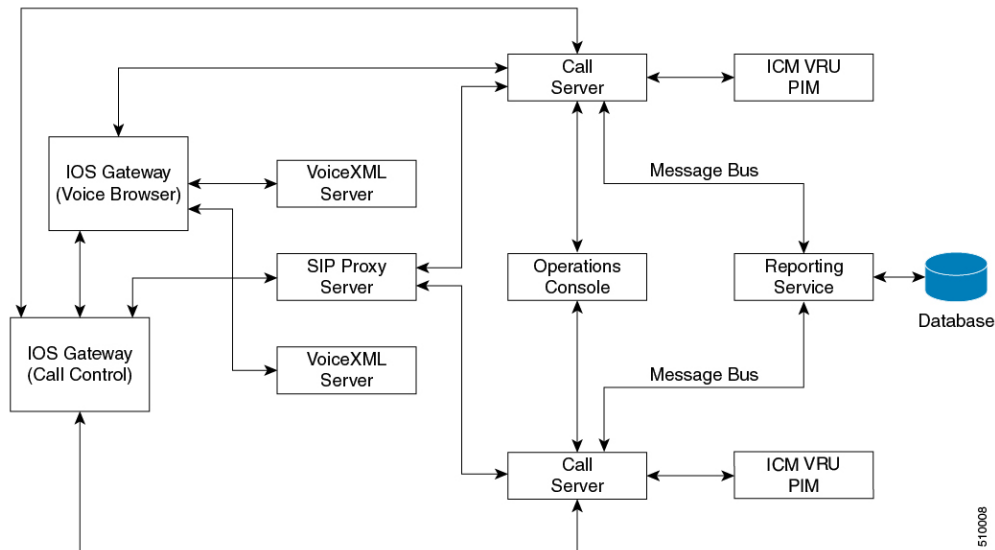 Call
Server
ICM VRU
PIM
IOS Gateway
(Voice Browser)
VoiceXML
Server
Message Bus
SIP Proxy
Server
Operations
Console
Reporting
Service
Database
IOS Gateway
(Call Control)
VoiceXML
Server
Message Bus
Call
Server
ICM VRU
PIM
510008